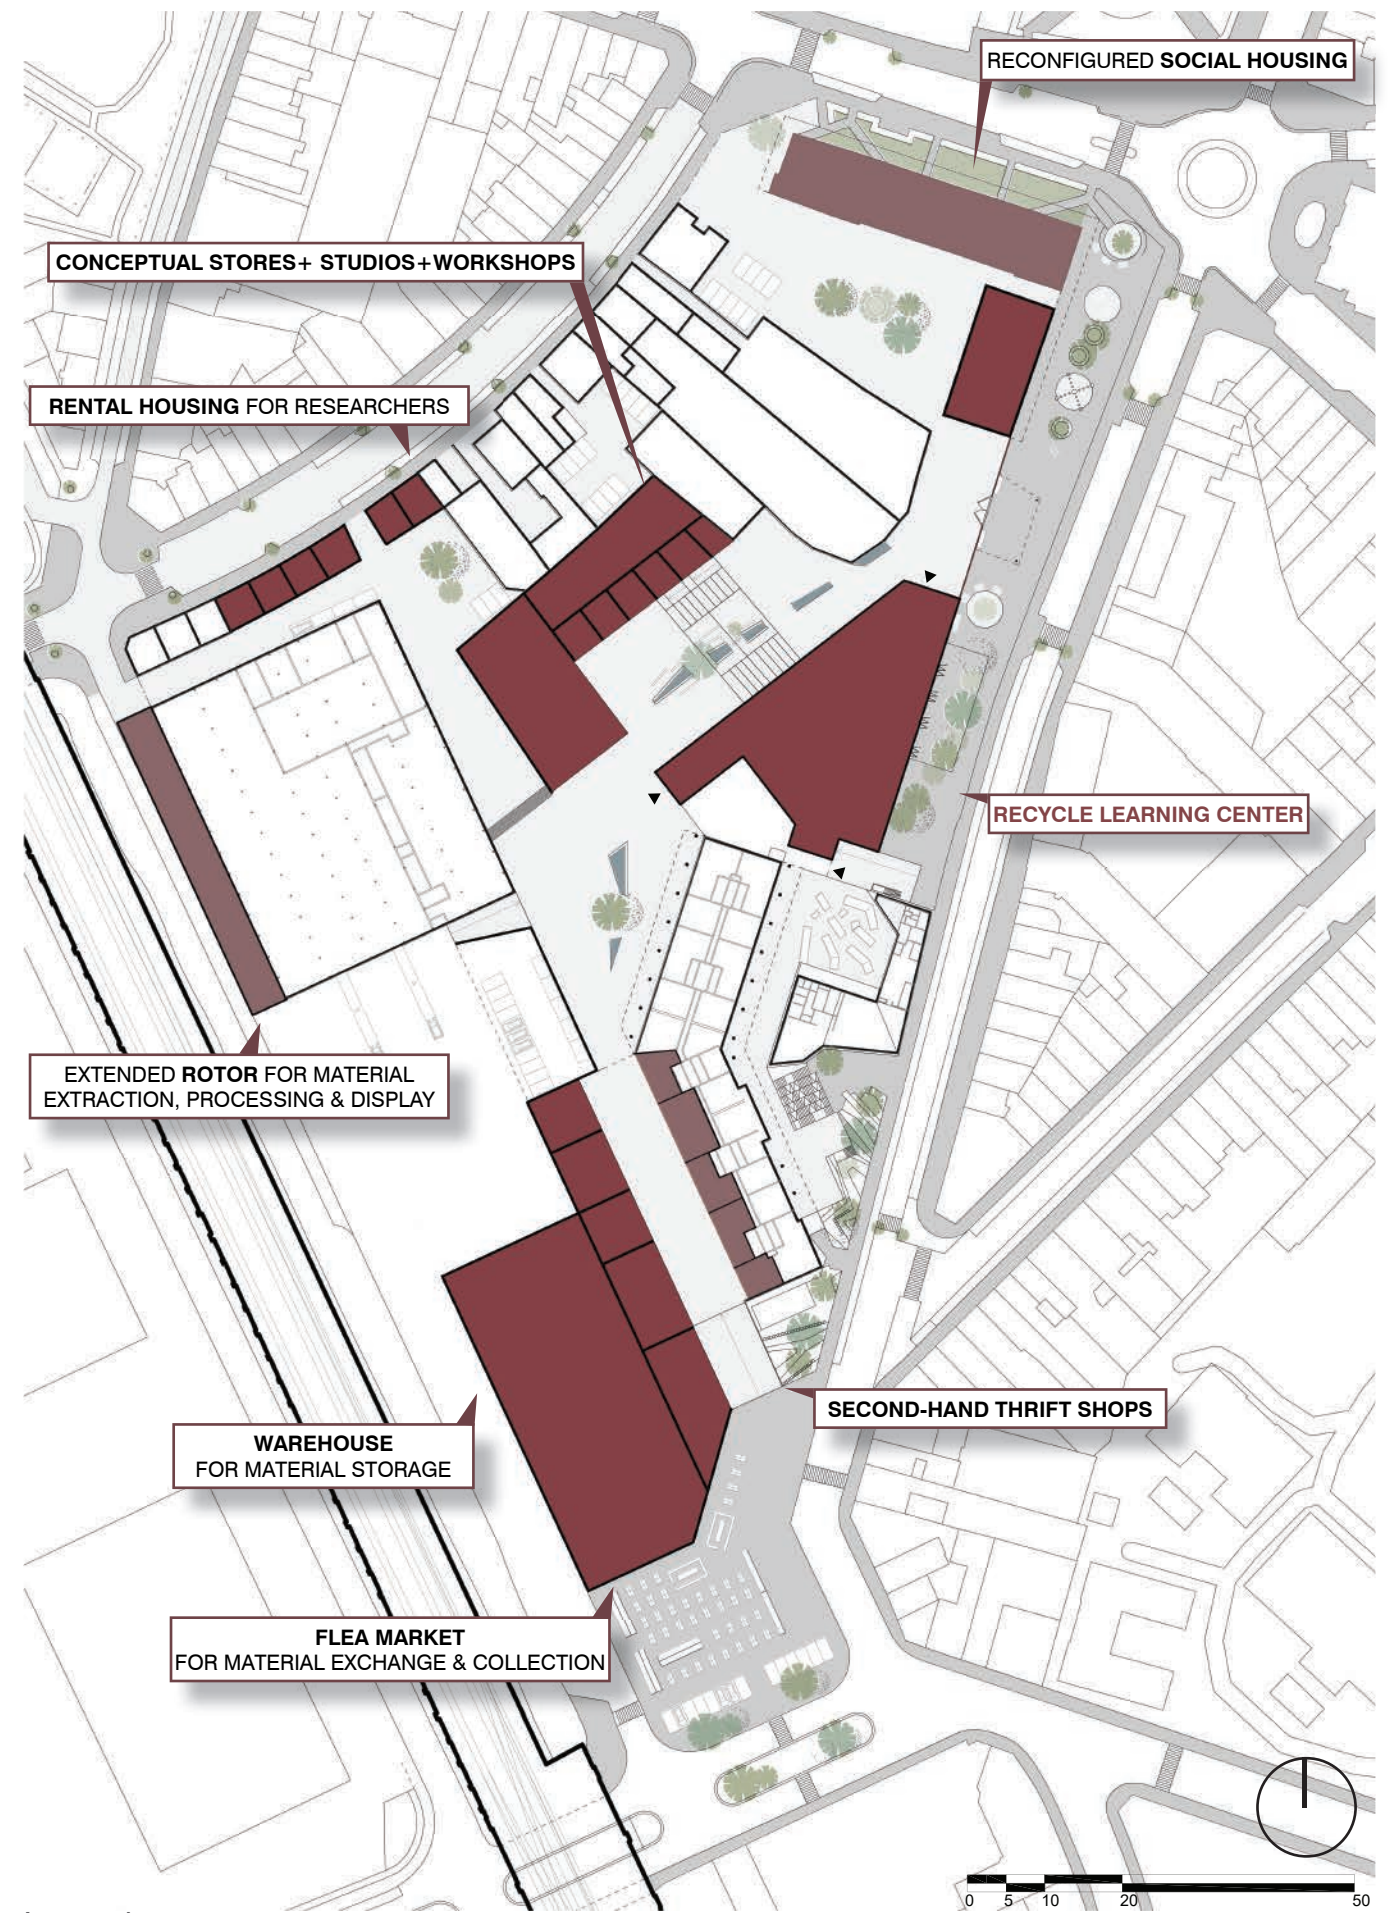 RECONFIGURED SOCIAL HOUSING
CONCEPTUAL STORES+ STUDIOS+WORKSHOPS
RENTAL HOUSING FOR RESEARCHERS
RECYCLE LEARNING CENTER
EXTENDED ROTOR FOR MATERIAL
EXTRACTION, PROCESSING & DISPLAY
SECOND-HAND THRIFT SHOPS
WAREHOUSE
FOR MATERIAL STORAGE
FLEA MARKET
FOR MATERIAL EXCHANGE & COLLECTION
0 5 10 20 50